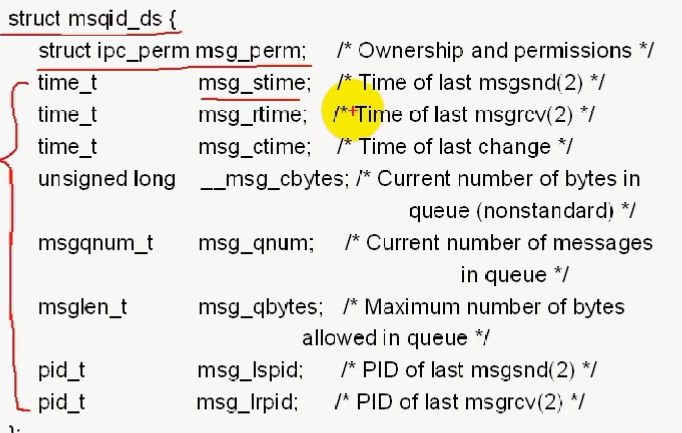 struct msqid_ds {
struct ipc_perm msg_perm; /* Ownership and permissions */
time_t msg_stime; /* Time of last msgsnd(2) */
time_t msg_rtime; /* Time of last msgrcv(2) */
time_t msg_ctime; /* Time of last change */
unsigned long __msg_cbytes; /* Current number of bytes in
queue (nonstandard) */
msgqnum_t msg_qnum; /* Current number of messages
in queue */
msglen_t msg_qbytes; /* Maximum number of bytes
allowed in queue */
pid_t msg_lspid; /* PID of last msgsnd(2) */
pid_t msg_lrpid; /* PID of last msgrcv(2) */
};